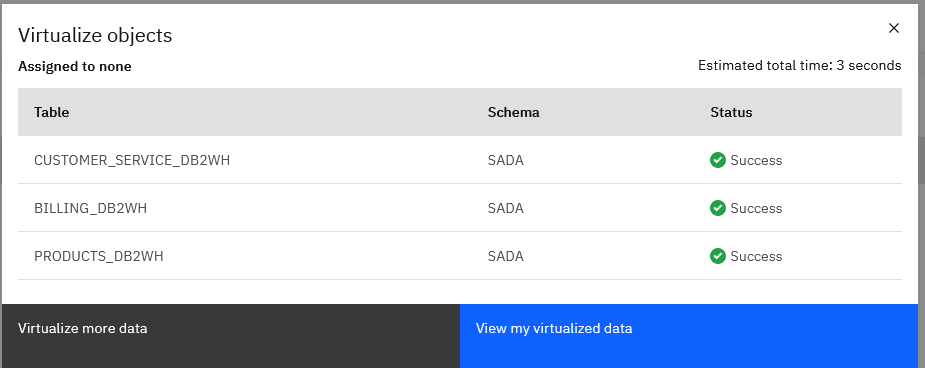 Virtualize objects
Assigned to none
Estimated total time: 3 seconds
Table Schema Status
CUSTOMER_SERVICE_DB2WH SADA Success
BILLING_DB2WH SADA Success
PRODUCTS_DB2WH SADA Success
Virtualize more data
View my virtualized data